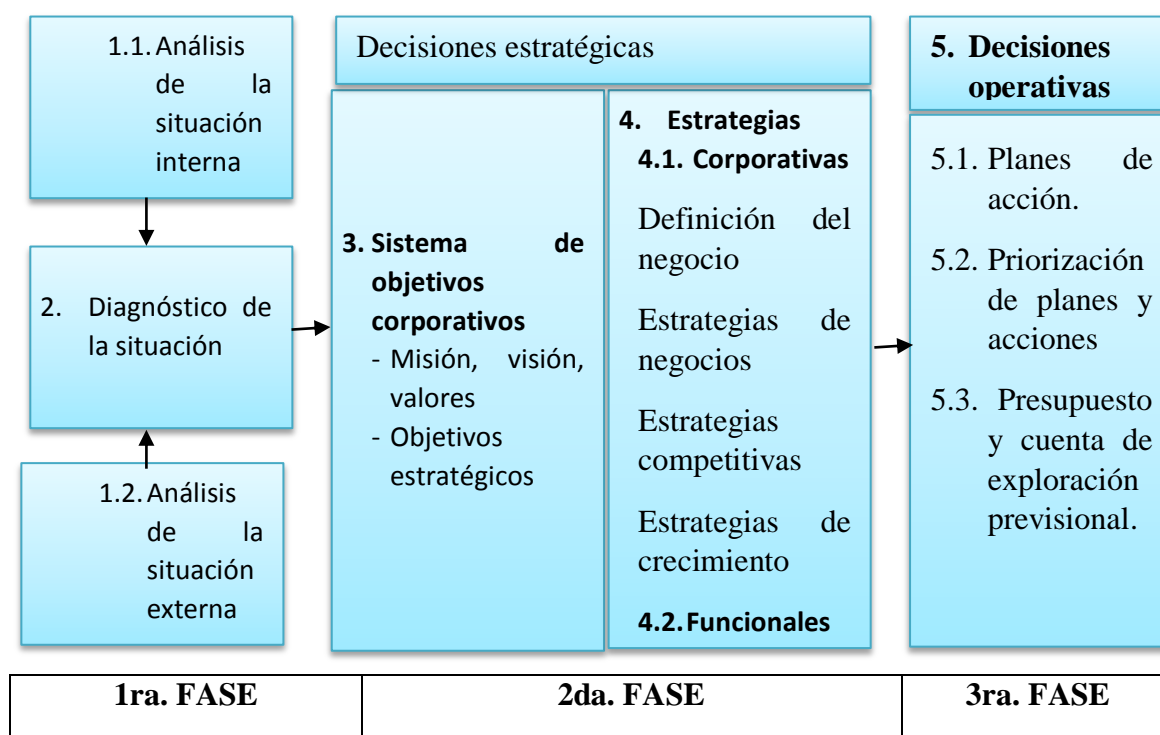 1.1. Análisis
de la
situación
interna
2. Diagnóstico de
la situación
1.2. Análisis
de la
situación
externa
Decisiones estratégicas
3. Sistema de
objetivos
corporativos
- Misión, visión,
valores
- Objetivos
estratégicos
4. Estrategias
4.1. Corporativas
Definición del
negocio
Estrategias de
negocios
Estrategias
competitivas
Estrategias de
crecimiento
4.2. Funcionales
5. Decisiones
operativas
5.1. Planes de
acción.
5.2. Priorización
de planes y
acciones
5.3. Presupuesto
y cuenta de
exploración
previsional.
1ra. FASE
2da. FASE
3ra. FASE